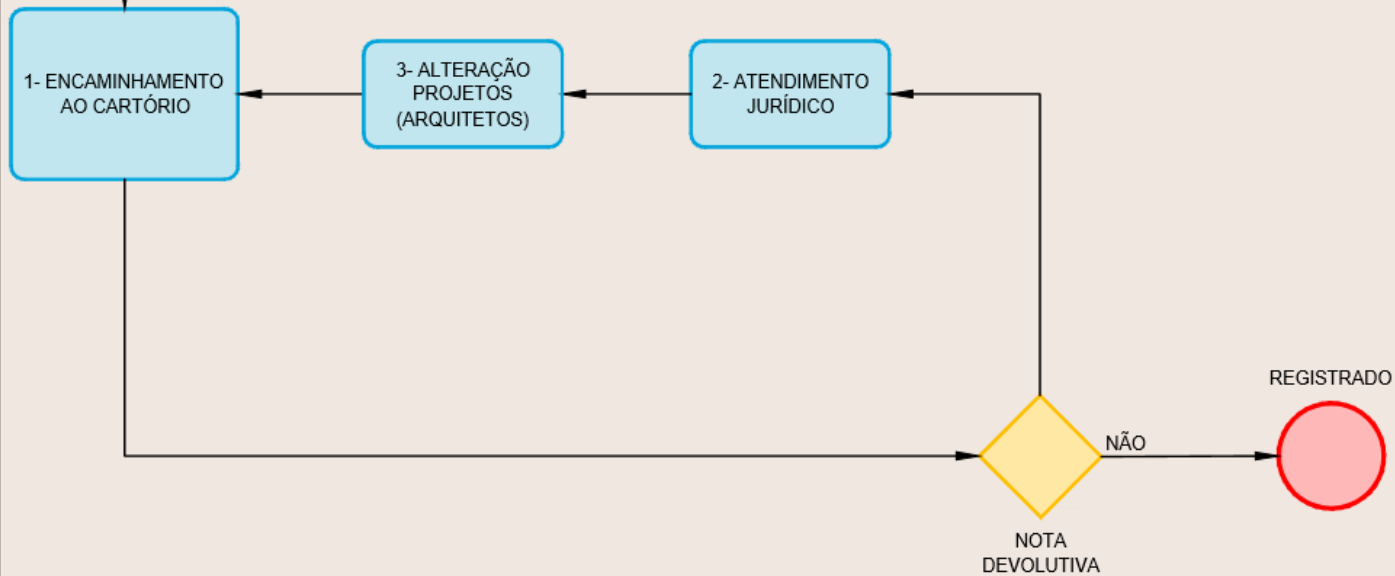 1- ENCAMINHAMENTO
AO CARTÓRIO
3- ALTERAÇÃO
PROJETOS
(ARQUITETOS)
2- ATENDIMENTO
JURÍDICO
REGISTRADO
NÃO
NOTA
DEVOLUTIVA